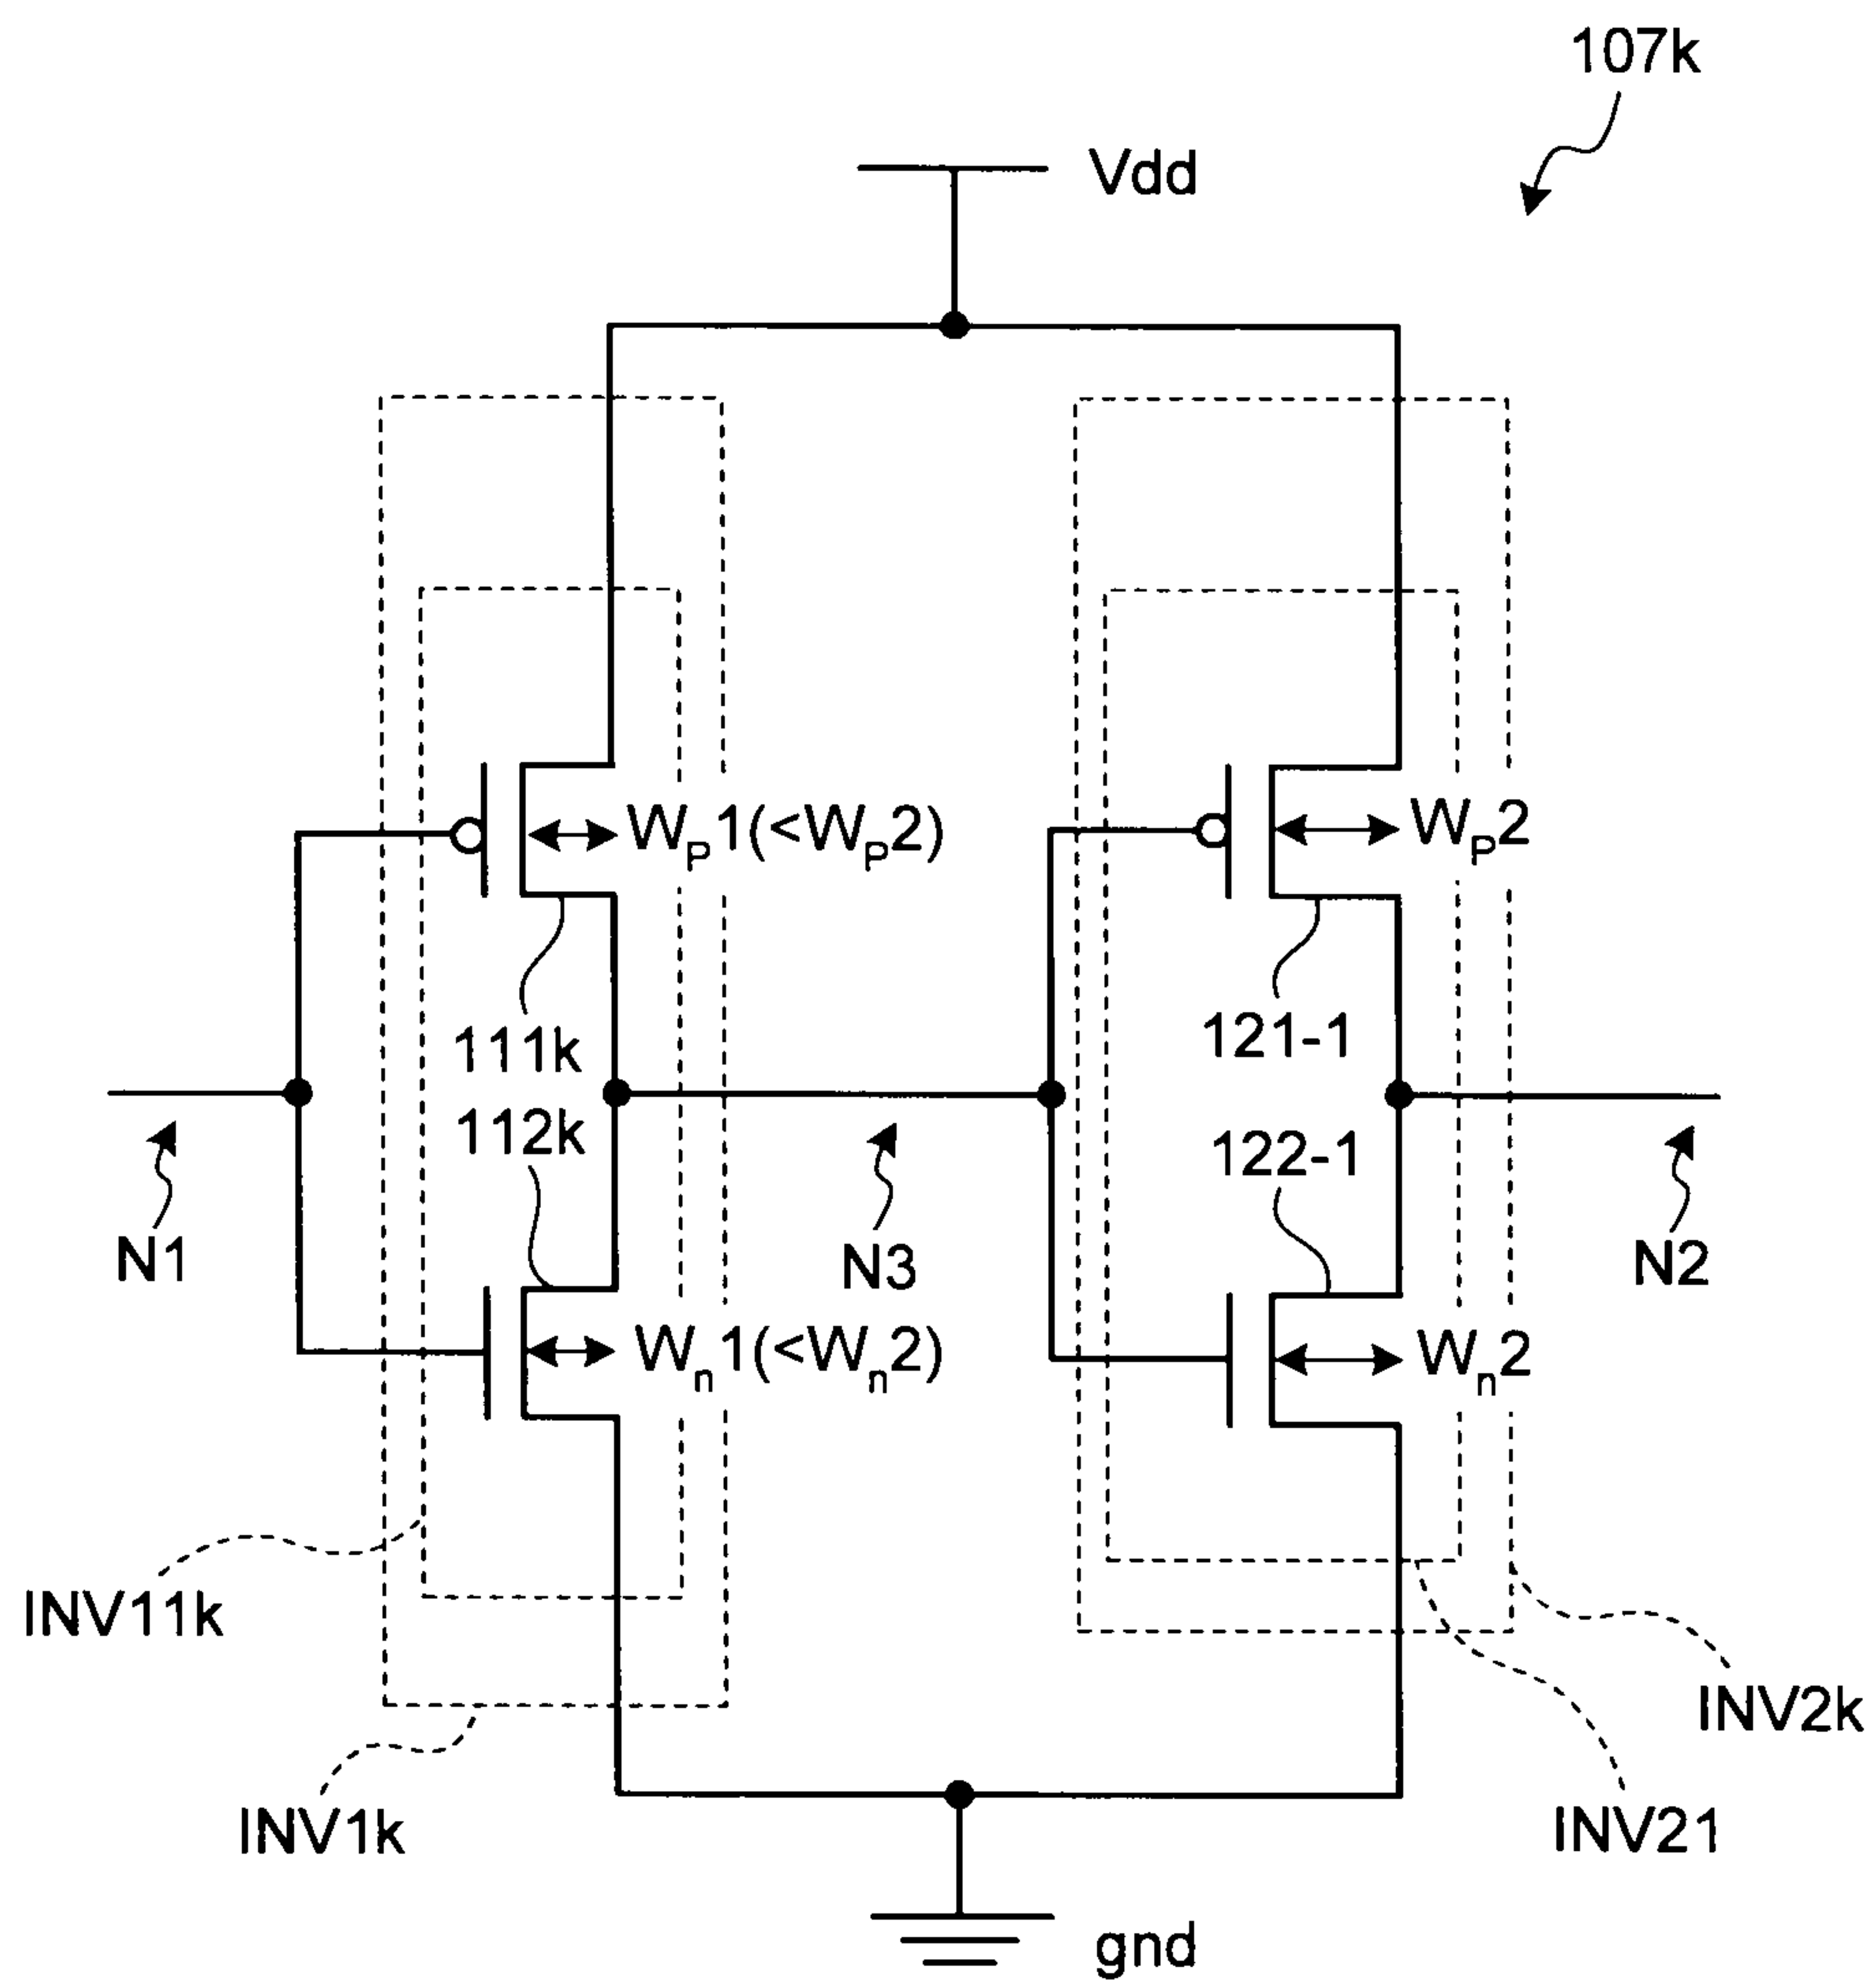 107k
Vdd
Wp1(<Wp2)
Wp2
111k
121-1
112k
122-1
N1
N3
N2
Wn1(<Wn2)
Wn2
INV11k
INV2k
INV1k
INV21
gnd